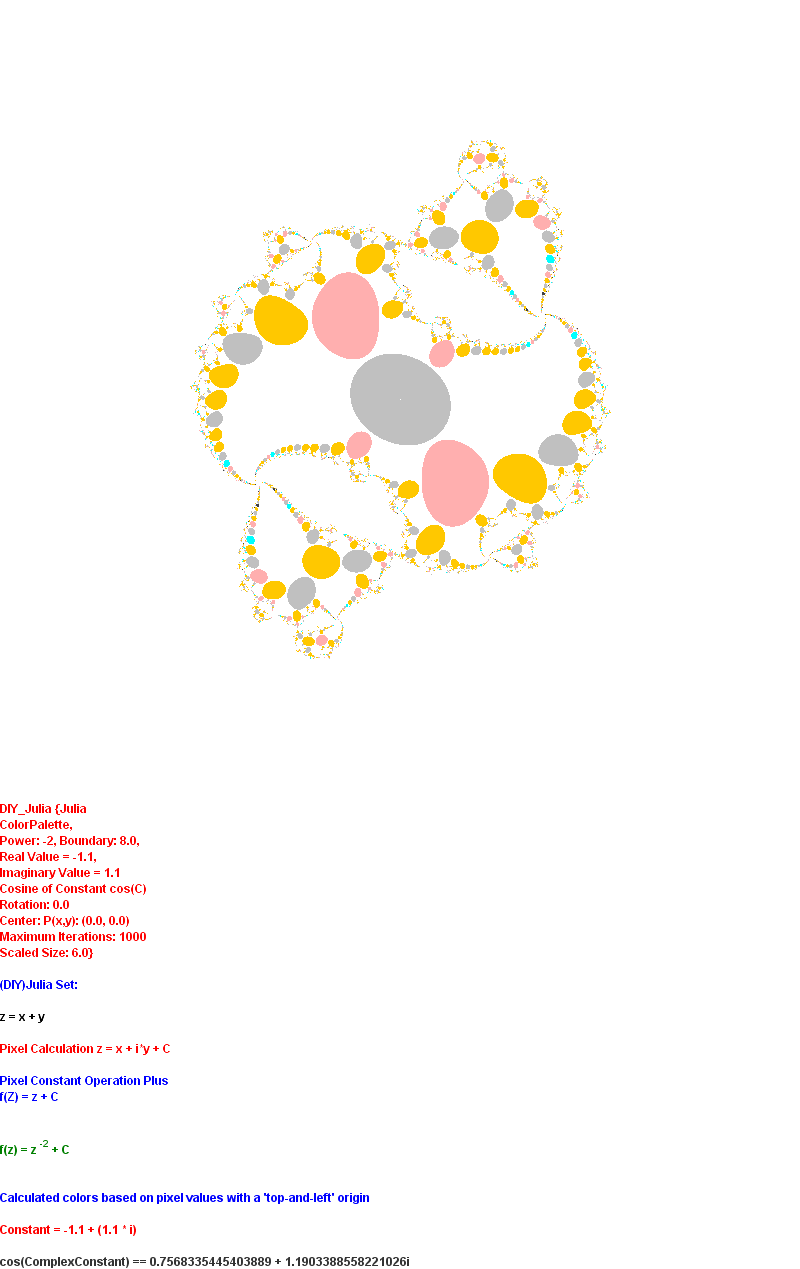 DIY_Julia {Julia
ColorPalette,
Power: -2, Boundary: 8.0,
Real Value = -1.1,
Imaginary Value = 1.1
Cosine of Constant cos(C)
Rotation: 0.0
Center: P(x,y): (0.0, 0.0)
Maximum Iterations: 1000
Scaled Size: 6.0}
(DIY)Julia Set:
z = x + y
Pixel Calculation z = x + i*y + C
Pixel Constant Operation Plus
f(Z) = z + C
f(z) = z -2 + C
Calculated colors based on pixel values with a 'top-and-left' origin
Constant = -1.1 + (1.1 * i)
cos(ComplexConstant) == 0.7568335445403889 + 1.1903388558221026i